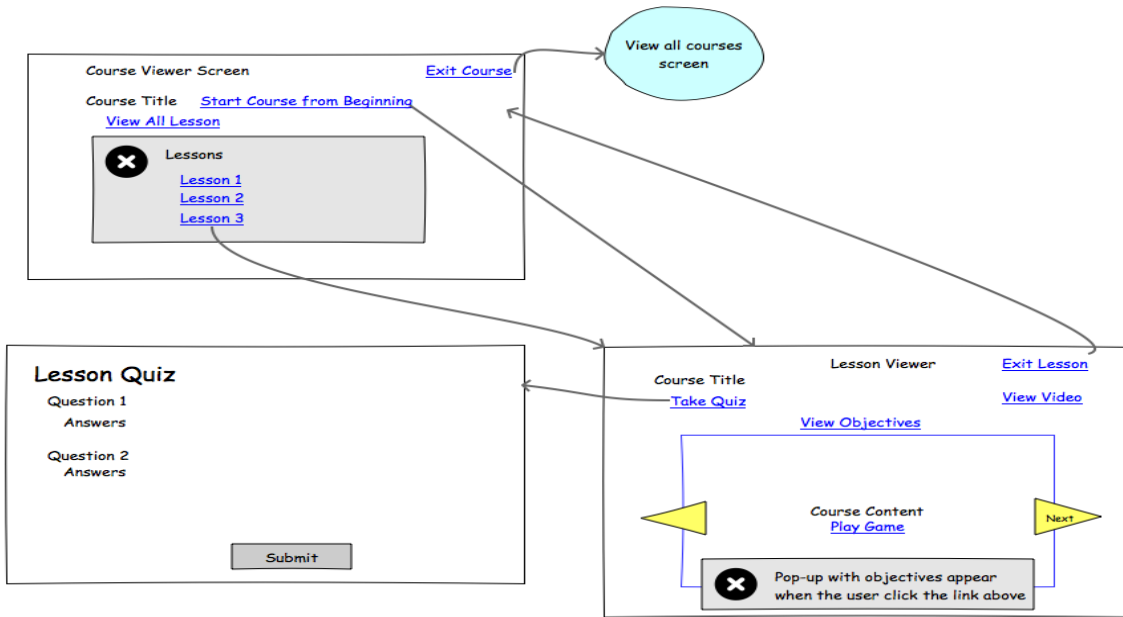 View all courses
screen
Course Viewer Screen
Exit Course
Course Title
Start Course from Beginning
View All Lesson
Lessons
Lesson 1
Lesson 2
Lesson 3
Lesson Quiz
Question 1
Answers
Question 2
Answers
Submit
Lesson Viewer
Exit Lesson
Course Title
Take Quiz
View Video
View Objectives
Course Content
Play Game
Next
Pop-up with objectives appear
when the user click the link above